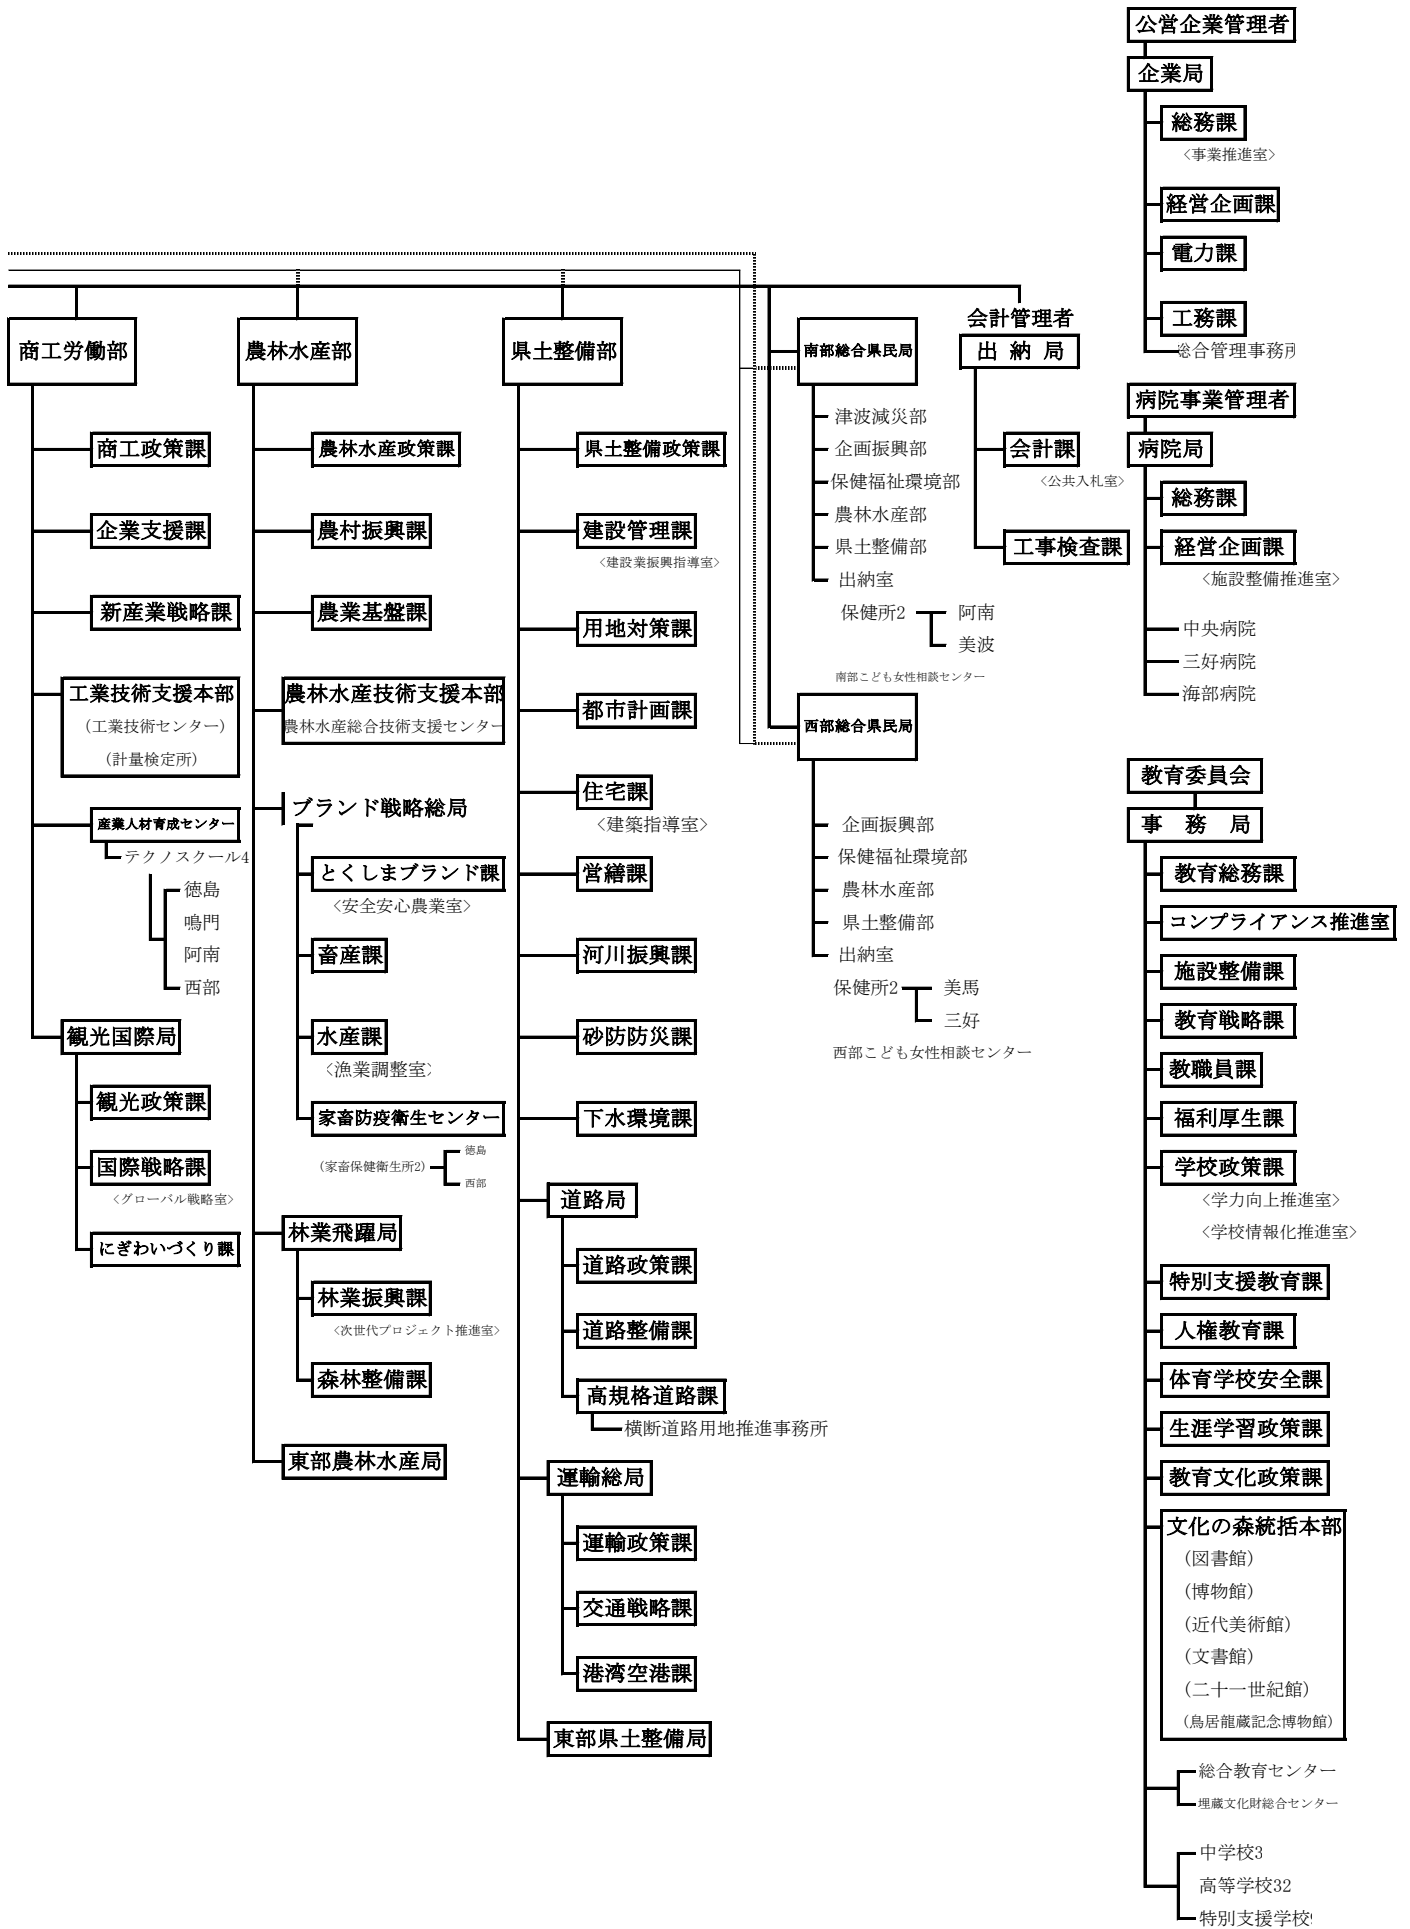 商工労働部
商工政策課
企業支援課
新産業戦略課
工業技術支援本部
(工業技術センター)
(計量検定所)
産業人材育成センター
テクノスクール4
徳島
鳴門
阿南
西部
観光国際局
観光政策課
国際戦略課
<グローバル戦略室>
にぎわいづくり課
農林水産部
農林水産政策課
農村振興課
農業基盤課
農林水産技術支援本部
農林水産総合技術支援センター
ブランド戦略総局
とくしまブランド課
<安全安心農業室>
畜産課
水産課
<漁業調整室>
家畜防疫衛生センター
(家畜保健衛生所2)
徳島
西部
林業飛躍局
林業振興課
<次世代プロジェクト推進室>
森林整備課
東部農林水産局
県土整備部
県土整備政策課
建設管理課
<建設業振興指導室>
用地対策課
都市計画課
住宅課
<建築指導室>
営繕課
河川振興課
砂防防災課
下水環境課
道路局
道路政策課
道路整備課
高規格道路課
横断道路用地推進事務所
運輸総局
運輸政策課
交通戦略課
港湾空港課
東部県土整備局
南部総合県民局
津波減災部
企画振興部
保健福祉環境部
農林水産部
県土整備部
出納室
保健所2
阿南
美波
南部こども女性相談センター
西部総合県民局
企画振興部
保健福祉環境部
農林水産部
県土整備部
出納室
保健所2
美馬
三好
西部こども女性相談センター
会計管理者
出納局
会計課
<公共入札室>
工事検査課
公営企業管理者
企業局
総務課
<事業推進室>
経営企画課
電力課
工務課
総合管理事務所
病院事業管理者
病院局
総務課
経営企画課
<施設整備推進室>
中央病院
三好病院
海部病院
教育委員会
事務局
教育総務課
コンプライアンス推進室
施設整備課
教育戦略課
教職員課
福利厚生課
学校政策課
<学力向上推進室>
<学校情報化推進室>
特別支援教育課
人権教育課
体育学校安全課
生涯学習政策課
教育文化政策課
文化の森統括本部
(図書館)
(博物館)
(近代美術館)
(文書館)
(二十一世紀館)
(鳥居龍蔵記念博物館)
総合教育センター
埋蔵文化財総合センター
中学校3
高等学校32
特別支援学校